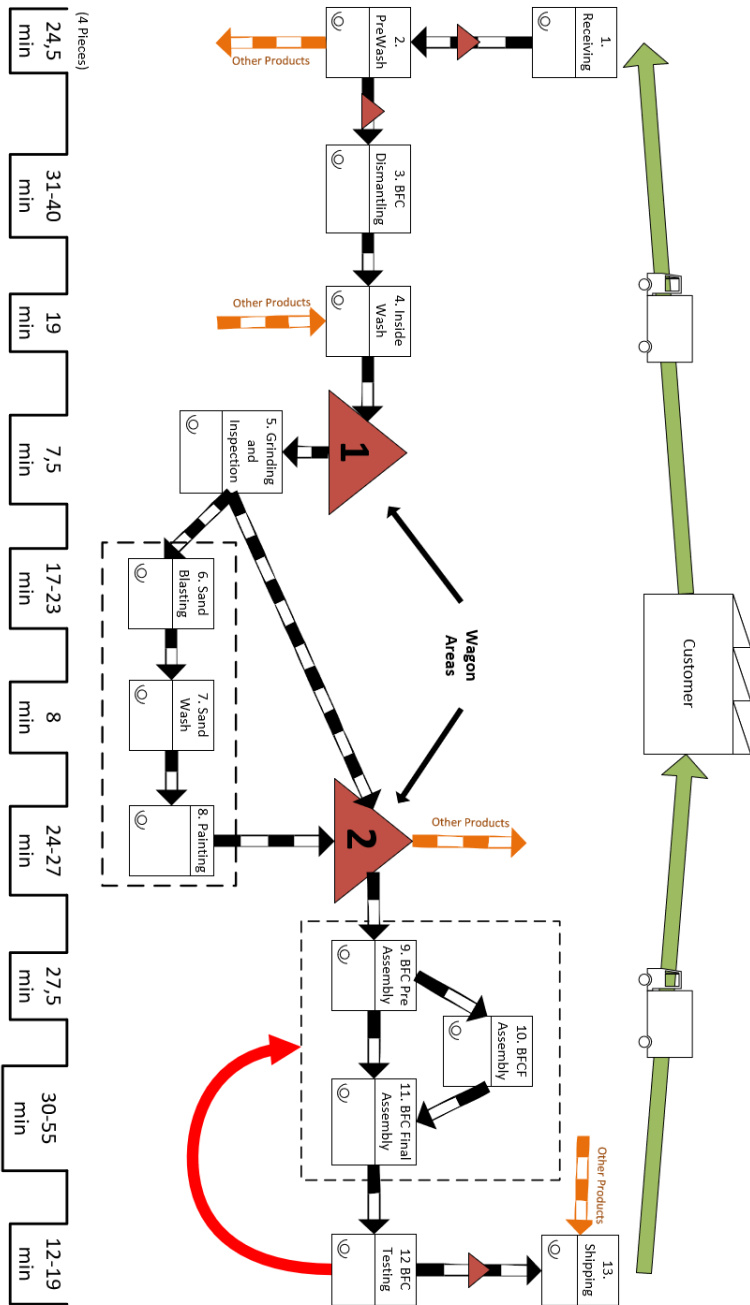 Customer
1.
Receiving
2.
PreWash
Other Products
3. BFC
Dismantling
4. Inside
Wash
Other Products
1
5. Grinding
and
Inspection
Wagon
Areas
6. Sand
Blasting
7. Sand
Wash
8. Painting
2
Other Products
9. BFC Pre
Assembly
10. BFCF
Assembly
11. BFC Final
Assembly
12 BFC
Testing
Other Products
13.
Shipping
(4 Pieces)
24,5
min
31-40
min
19
min
7,5
min
17-23
min
8
min
24-27
min
27,5
min
30-55
min
12-19
min